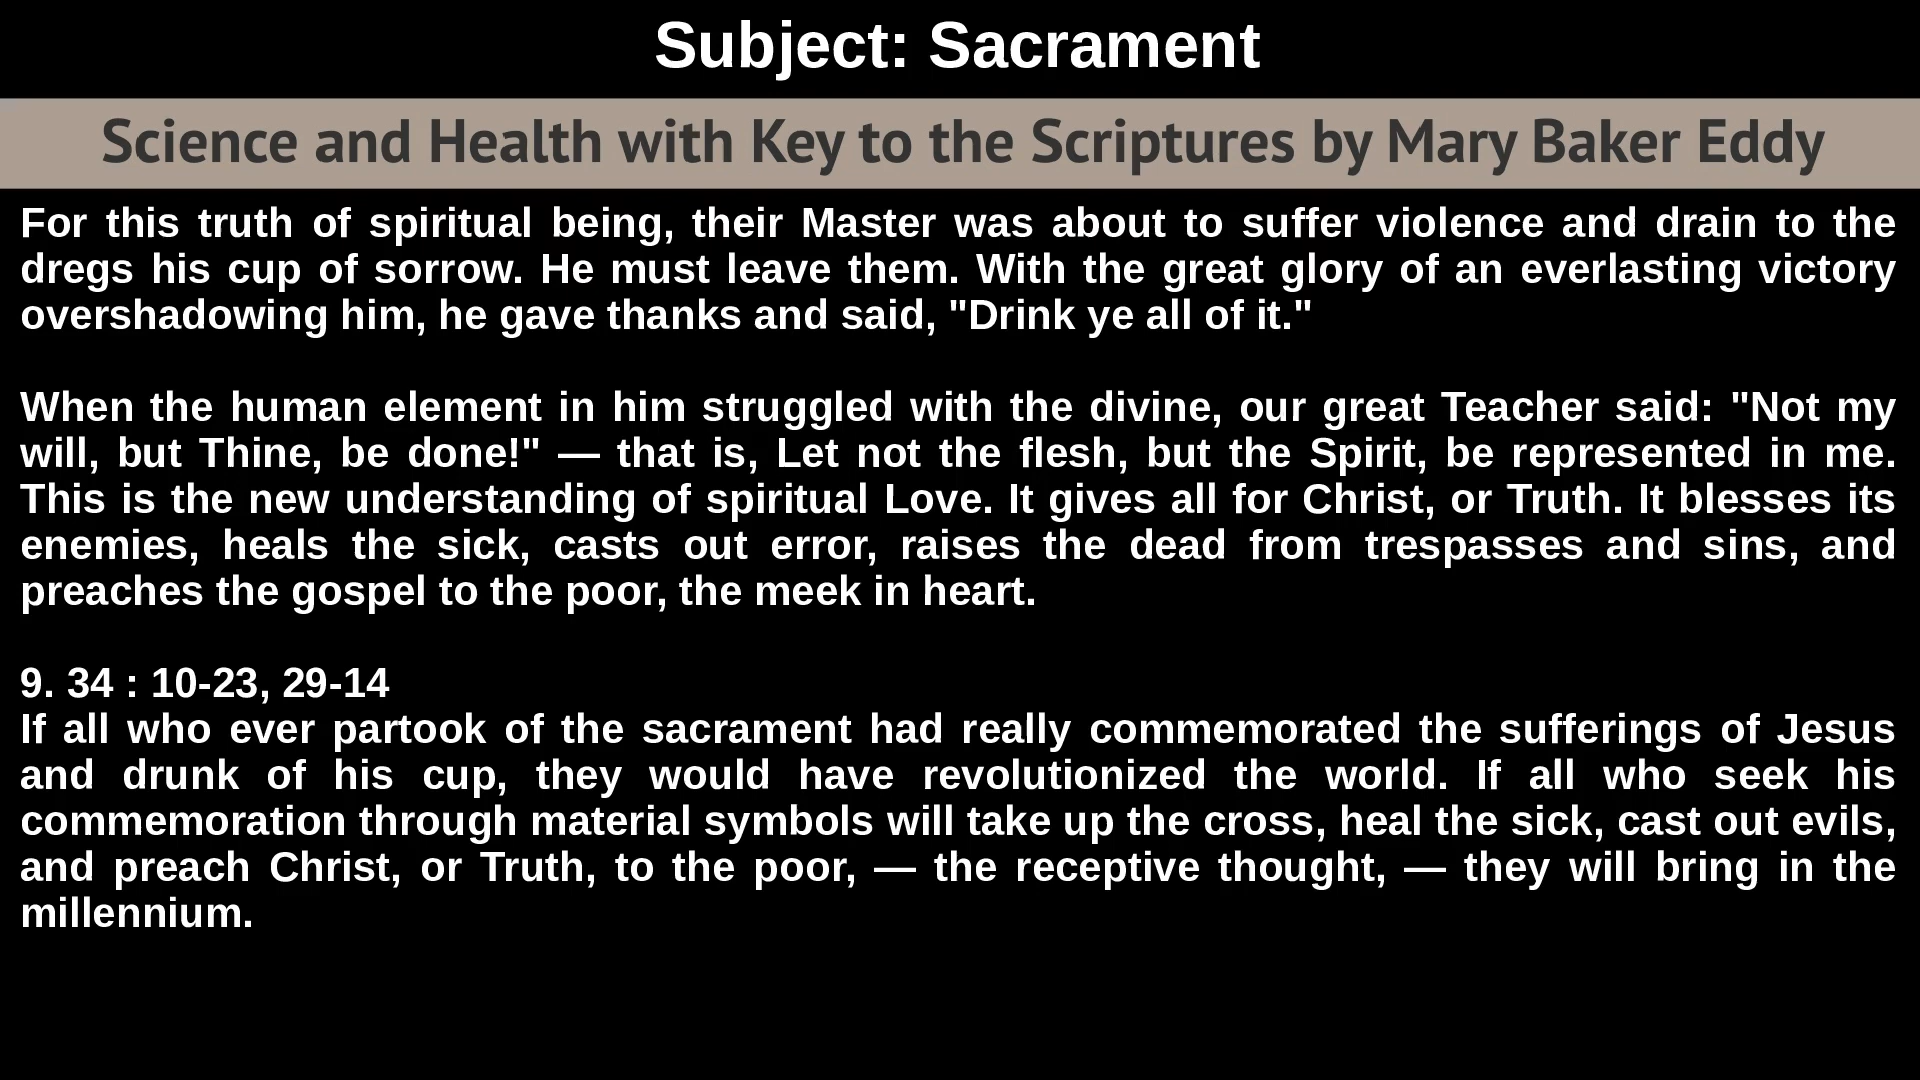 Subject: Sacrament
Science and Health with Key to the Scriptures by Mary Baker Eddy
For this truth of spiritual being, their Master was about to suffer violence and drain to the
dregs his cup of sorrow. He must leave them. With the great glory of an everlasting victory
overshadowing him, he gave thanks and said, "Drink ye all of it."
When the human element in him struggled with the divine, our great Teacher said: "Not my
will, but Thine, be done!" — that is, Let not the flesh, but the Spirit, be represented in me.
This is the new understanding of spiritual Love. It gives all for Christ, or Truth. It blesses its
enemies, heals the sick, casts out error, raises the dead from trespasses and sins, and
preaches the gospel to the poor, the meek in heart.
9. 34 : 10-23, 29-14
If all who ever partook of the sacrament had really commemorated the sufferings of Jesus
and drunk of his cup, they would have revolutionized the world. If all who seek his
commemoration through material symbols will take up the cross, heal the sick, cast out evils,
and preach Christ, or Truth, to the poor, — the receptive thought, — they will bring in the
millennium.